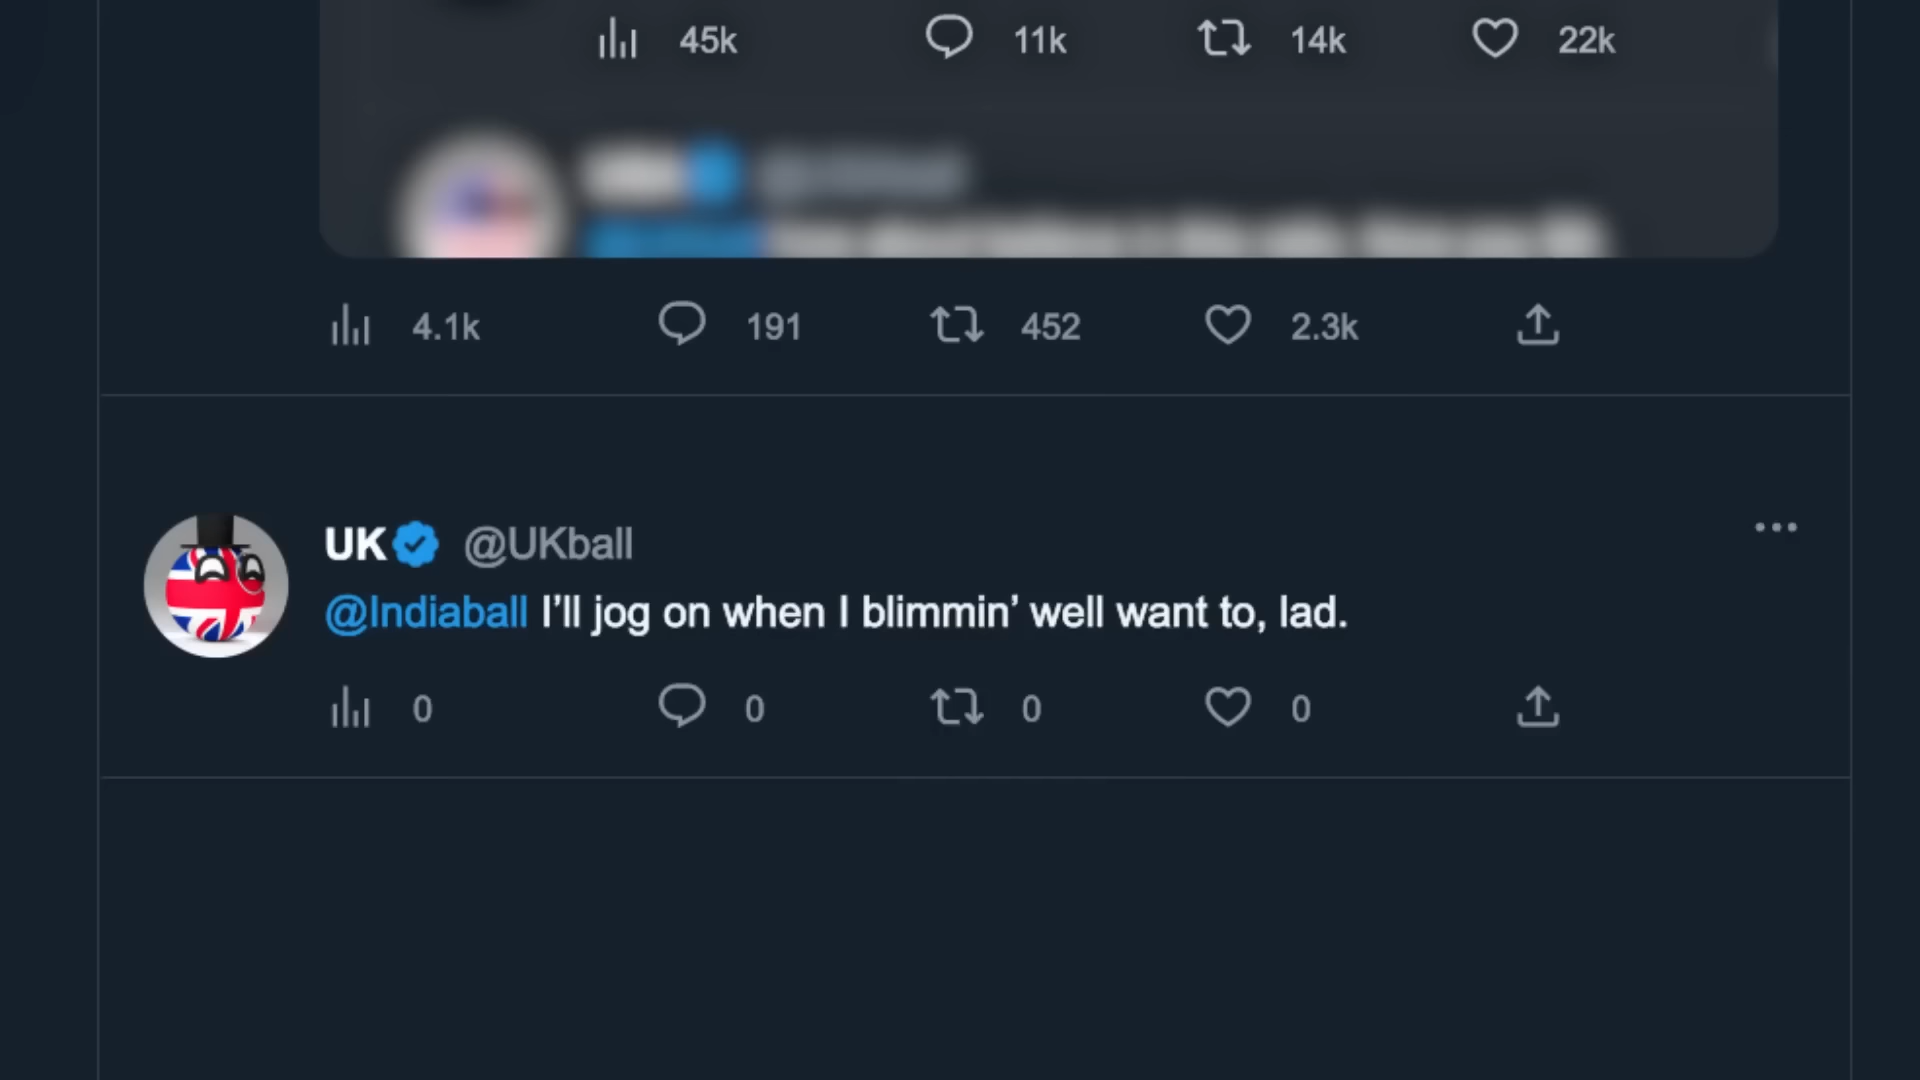 45k 11k 14k 22k
4.1k 191 452 2.3k
UK @UKball
@Indiaball I’ll jog on when I blimmin’ well want to, lad.
0 0 0 0